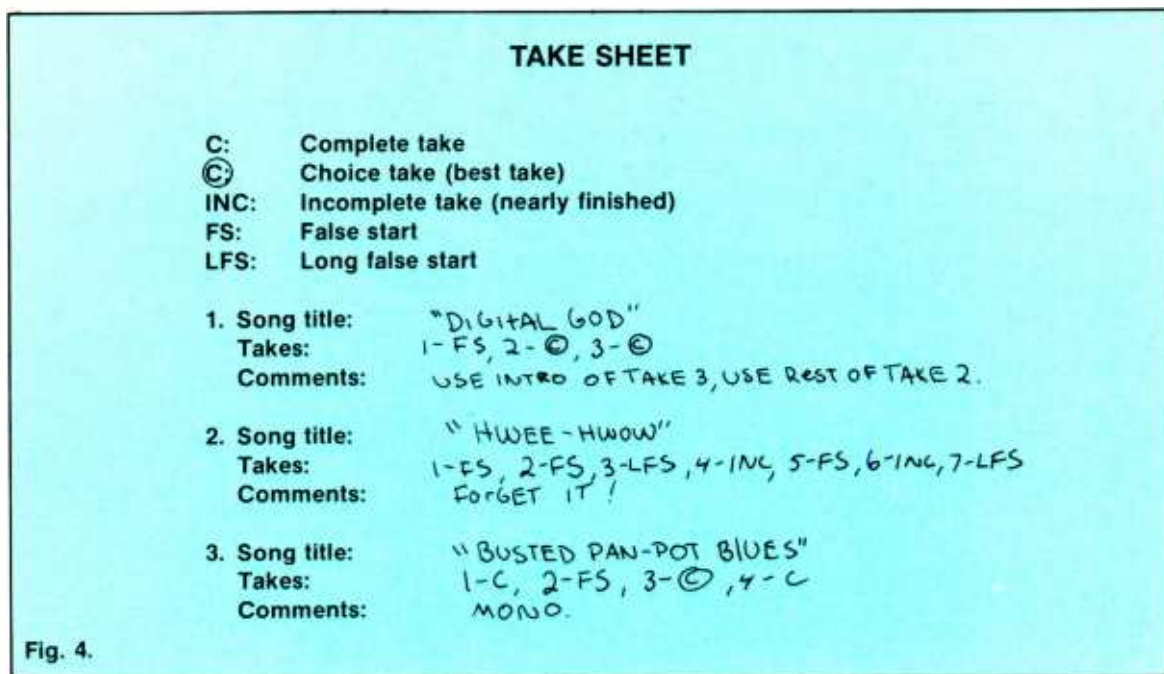 TAKE SHEET
C: Complete take
Ⓒ: Choice take (best take)
INC: Incomplete take (nearly finished)
FS: False start
LFS: Long false start
1. Song title: "DIGITAL GOD"
Takes: 1-FS, 2-Ⓒ, 3-Ⓒ
Comments: USE INTRO OF TAKE 3, USE REST OF TAKE 2.
2. Song title: "HWEE-HWOW"
Takes: 1-FS, 2-FS, 3-LFS, 4-INC, 5-FS, 6-INC, 7-LFS
Comments: FORGET IT!
3. Song title: "BUSTED PAN-POT BLUES"
Takes: 1-C, 2-FS, 3-Ⓒ, 4-C
Comments: MONO.
Fig. 4.